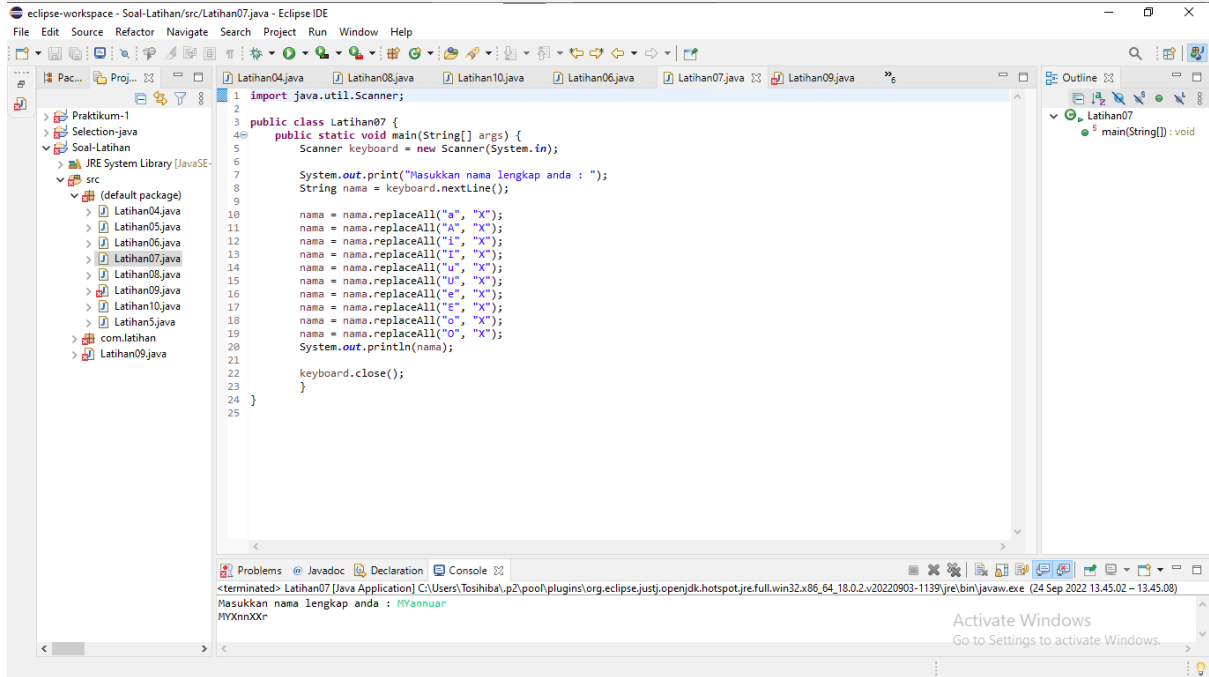 eclipse-workspace - Soal-Latihan/src/Latihan07.java - Eclipse IDE
File Edit Source Refactor Navigate Search Project Run Window Help
Pac... Proj... Latihan04.java Latihan08.java Latihan10.java Latihan06.java Latihan07.java Latihan09.java »6 Outline
Praktikum-1
Selection-java
Soal-Latihan
JRE System Library [JavaSE-
src
(default package)
Latihan04.java
Latihan05.java
Latihan06.java
Latihan07.java
Latihan08.java
Latihan09.java
Latihan10.java
Latihan5.java
com.latihan
Latihan09.java
1 import java.util.Scanner;
2
3 public class Latihan07 {
4 public static void main(String[] args) {
5 Scanner keyboard = new Scanner(System.in);
6
7 System.out.print("Masukkan nama lengkap anda : ");
8 String nama = keyboard.nextLine();
9
10 nama = nama.replaceAll("a", "X");
11 nama = nama.replaceAll("A", "X");
12 nama = nama.replaceAll("i", "X");
13 nama = nama.replaceAll("I", "X");
14 nama = nama.replaceAll("u", "X");
15 nama = nama.replaceAll("U", "X");
16 nama = nama.replaceAll("e", "X");
17 nama = nama.replaceAll("E", "X");
18 nama = nama.replaceAll("o", "X");
19 nama = nama.replaceAll("O", "X");
20 System.out.println(nama);
21
22 keyboard.close();
23 }
24 }
25
Latihan07
main(String[]) : void
Problems @ Javadoc Declaration Console
<terminated> Latihan07 [Java Application] C:\Users\Tosihiba\.p2\pool\plugins\org.eclipse.justj.openjdk.hotspot.jre.full.win32.x86_64_18.0.2.v20220903-1139\jre\bin\javaw.exe (24 Sep 2022 13.45.02 – 13.45.08)
Masukkan nama lengkap anda : MYannuar
MYXnnXXr
Activate Windows
Go to Settings to activate Windows.